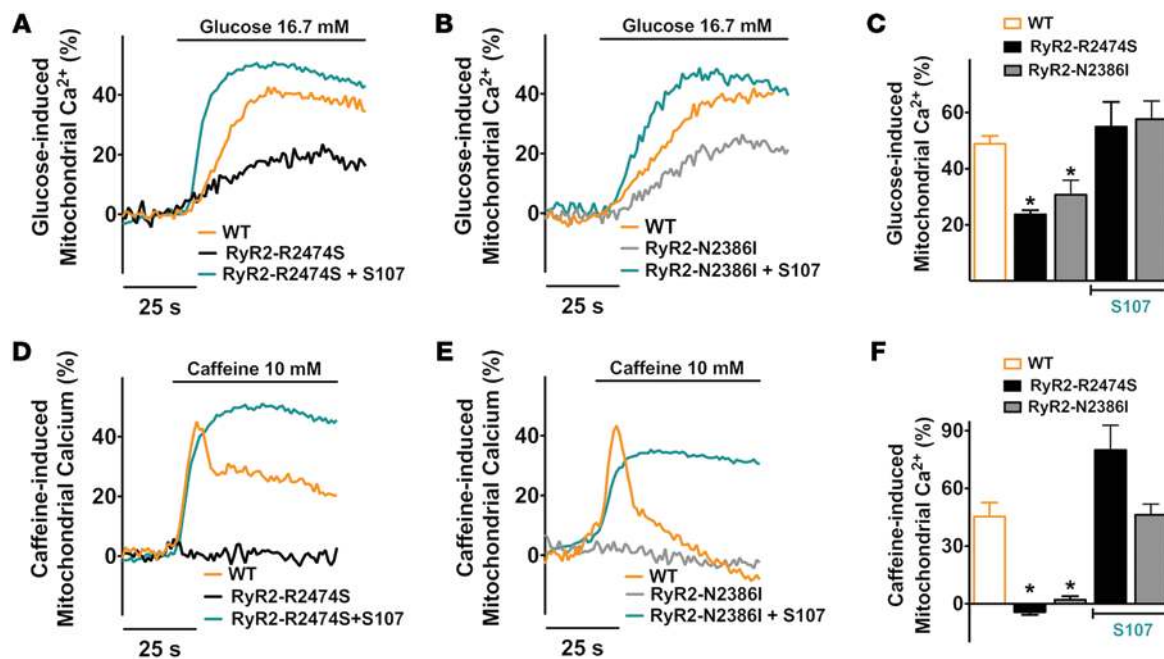 A
Glucose 16.7 mM
Glucose-induced
Mitochondrial Ca2+ (%)
40
20
0
WT
RyR2-R2474S
RyR2-R2474S + S107
25 s
B
Glucose 16.7 mM
Glucose-induced
Mitochondrial Ca2+ (%)
40
20
0
WT
RyR2-N2386I
RyR2-N2386I + S107
25 s
C
WT
RyR2-R2474S
RyR2-N2386I
Glucose-induced
Mitochondrial Ca2+ (%)
60
40
20
*
*
S107
D
Caffeine 10 mM
Caffeine-induced
Mitochondrial Calcium (%)
40
20
0
WT
RyR2-R2474S
RyR2-R2474S+S107
25 s
E
Caffeine 10 mM
Caffeine-induced
Mitochondrial Calcium (%)
40
20
0
WT
RyR2-N2386I
RyR2-N2386I + S107
25 s
F
WT
RyR2-R2474S
RyR2-N2386I
Caffeine-induced
Mitochondrial Ca2+ (%)
90
60
30
0
*
*
S107